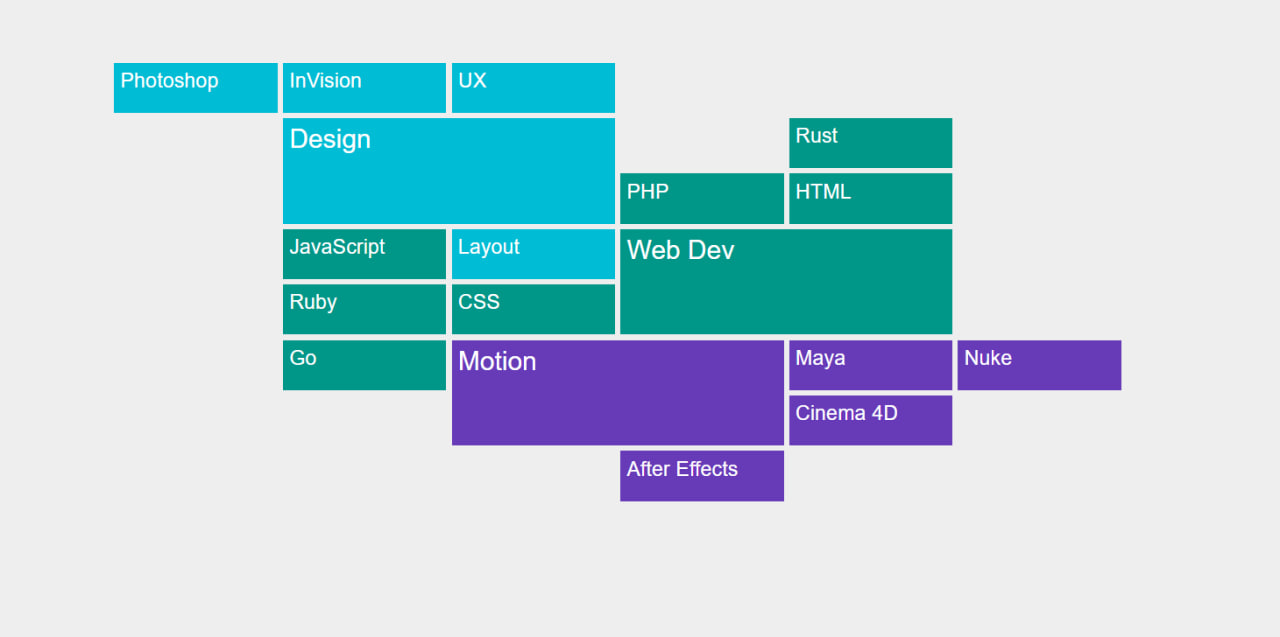 Photoshop
InVision
UX
Design
Rust
PHP
HTML
JavaScript
Layout
Web Dev
Ruby
CSS
Go
Motion
Maya
Nuke
Cinema 4D
After Effects